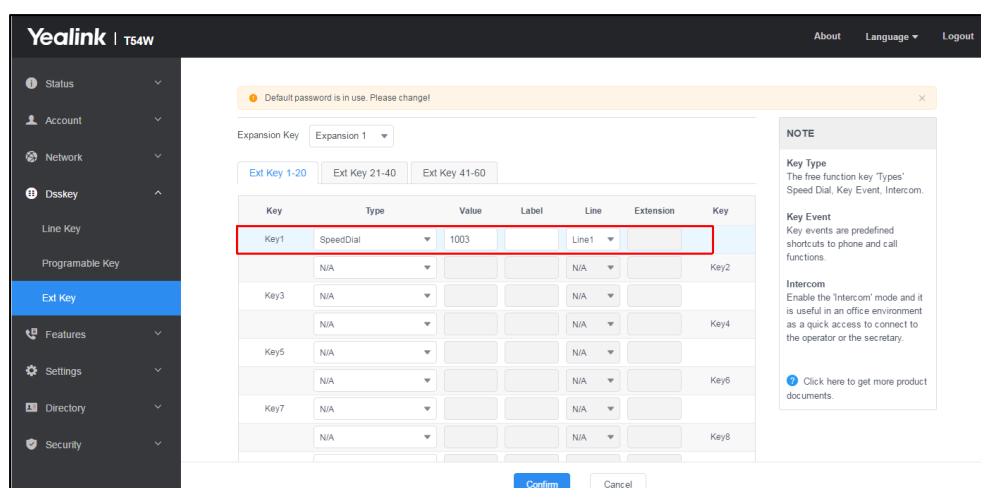 Yealink | T54W
About Language Logout
Status
Account
Network
Dsskey
Line Key
Programable Key
Ext Key
Features
Settings
Directory
Security
Default password is in use. Please change!
Expansion Key Expansion 1
Ext Key 1-20 Ext Key 21-40 Ext Key 41-60
Key Type Value Label Line Extension Key
Key1 SpeedDial 1003 Line1
N/A N/A Key2
Key3 N/A N/A
N/A N/A Key4
Key5 N/A N/A
N/A N/A Key6
Key7 N/A N/A
N/A N/A Key8
Confirm Cancel
NOTE
Key Type
The free function key 'Types'
Speed Dial, Key Event, Intercom.
Key Event
Key events are predefined
shortcuts to phone and call
functions.
Intercom
Enable the 'Intercom' mode and it
is useful in an office environment
as a quick access to connect to
the operator or the secretary.
Click here to get more product
documents.